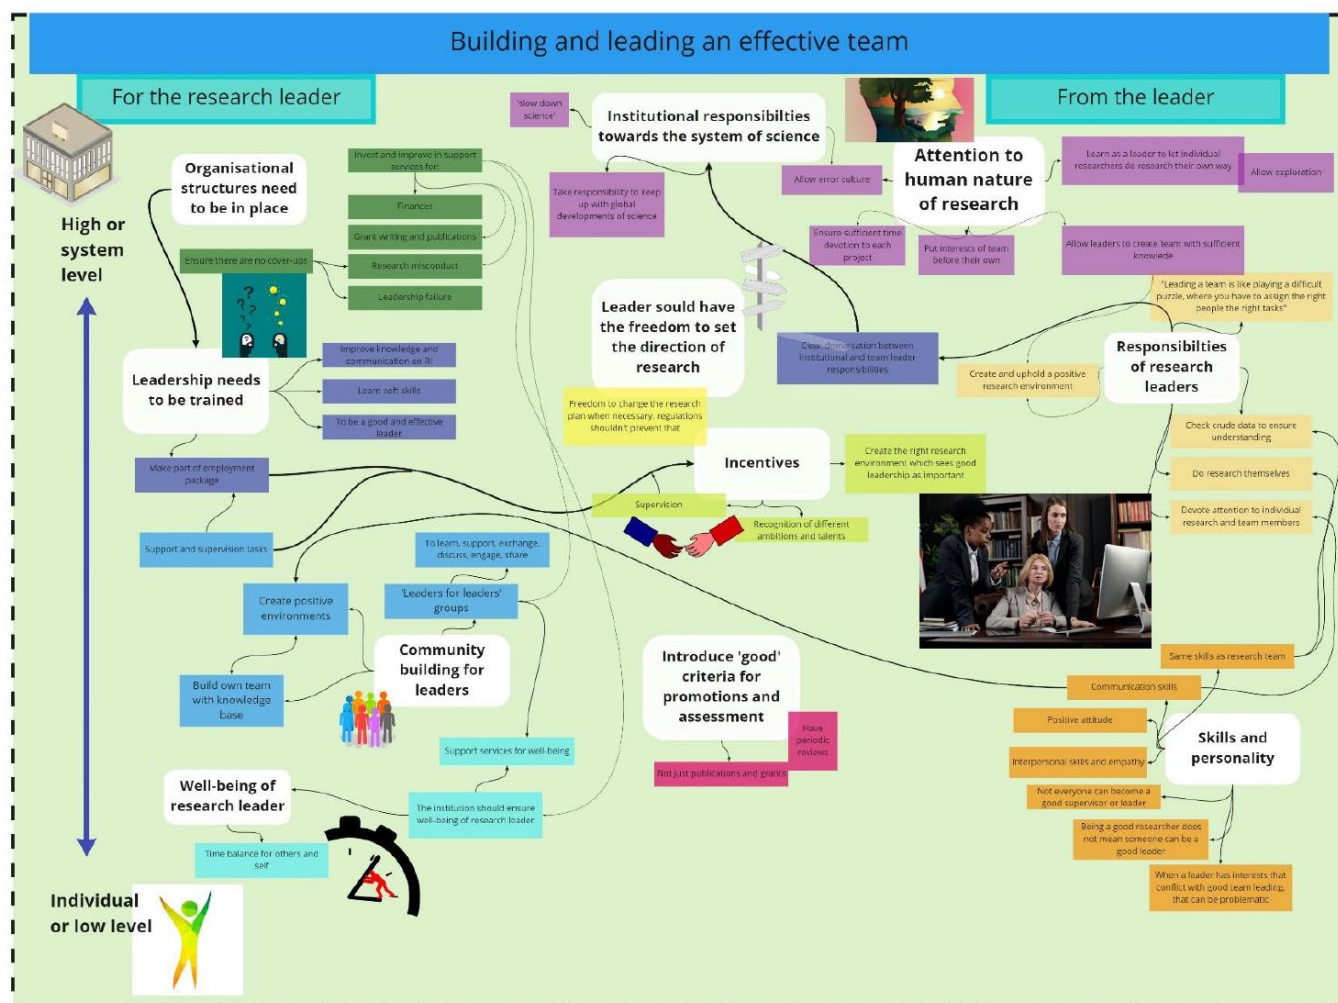 Building and leading an effective team
For the research leader
From the leader
High or
system
level
Individual
or low level
Organisational
structures need
to be in place
Invest and improve in support
services for:
Finances
Grant writing and publications
Research misconduct
Leadership failure
Ensure there are no cover-ups
Leadership needs
to be trained
Improve knowledge and
communication on RI
Learn soft skills
To be a good and effective
leader
Make part of employment
package
Support and supervision tasks
Create positive
environments
Build own team
with knowledge
base
To learn, support, exchange,
discuss, engage, share
'Leaders for leaders'
groups
Community
building for
leaders
Support services for well-being
The institution should ensure
well-being of research leader
Well-being of
research leader
Time balance for others and
self
'slow down
science'
Institutional responsibilties
towards the system of science
Take responsibility to keep
up with global
developments of science
Allow error culture
Attention to
human nature
of research
Learn as a leader to let individual
researchers do research their own way
Allow exploration
Ensure sufficient time
devotion to each
project
Put interests of team
before their own
Allow leaders to create team with sufficient
knowlede
Leader sould have
the freedom to set
the direction of
research
Freedom to change the research
plan when necessary, regulations
shouldn't prevent that
Clear demarcation between
institutional and team leader
responsibilities
"Leading a team is like playing a difficult
puzzle, where you have to assign the right
people the right tasks"
Responsibilties
of research
leaders
Create and uphold a positive
research environment
Check crude data to ensure
understanding
Do research themselves
Devote attention to individual
research and team members
Incentives
Create the right research
environment which sees good
leadership as important
Supervision
Recognition of different
ambitions and talents
Introduce 'good'
criteria for
promotions and
assessment
Have
periodic
reviews
Not just publications and grants
Same skills as research team
Communication skills
Positive attitude
Interpersonal skills and empathy
Skills and
personality
Not everyone can become a
good supervisor or leader
Being a good researcher does
not mean someone can be a
good leader
When a leader has interests that
conflict with good team leading,
that can be problematic